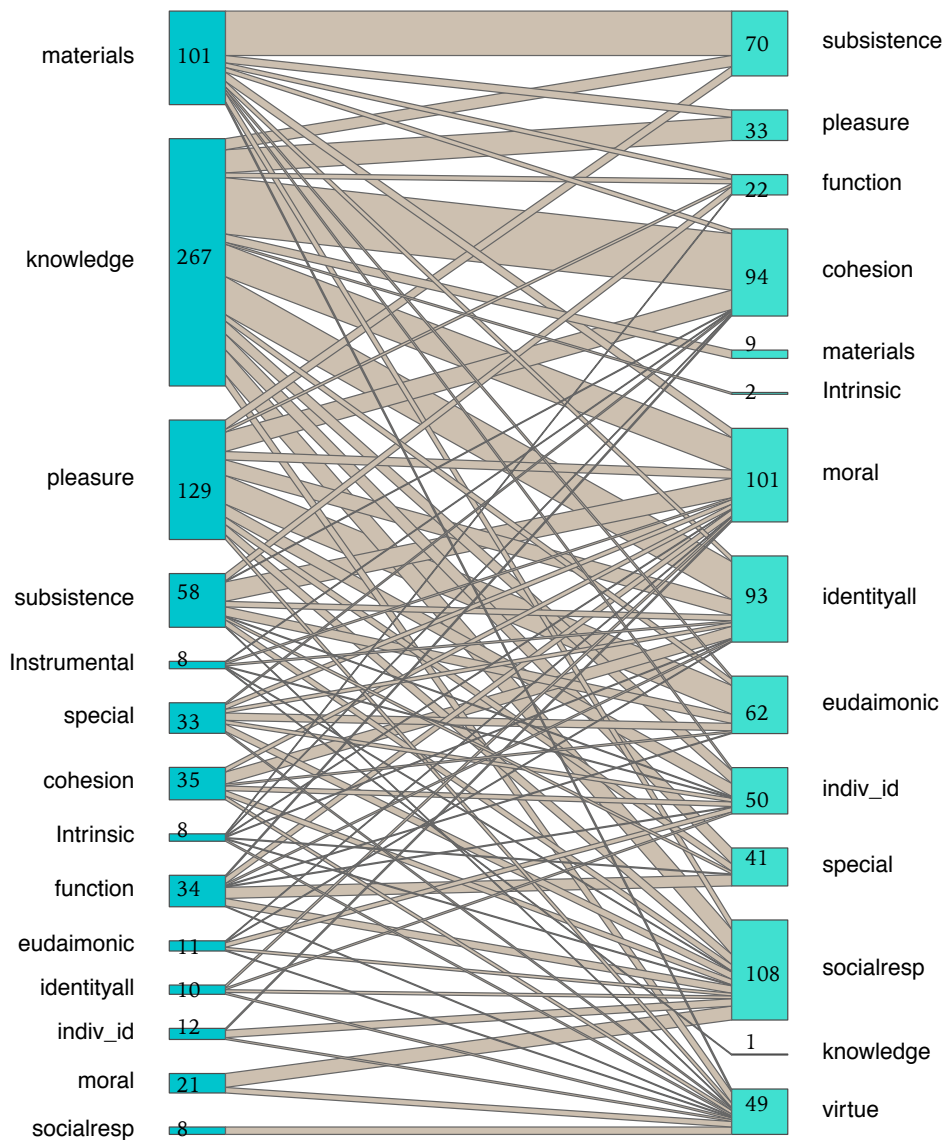 materials 101
knowledge 267
pleasure 129
subsistence 58
Instrumental 8
special 33
cohesion 35
Intrinsic 8
function 34
eudaimonic 11
identityall 10
indiv_id 12
moral 21
socialresp 8
70 subsistence
33 pleasure
22 function
94 cohesion
9 materials
2 Intrinsic
101 moral
93 identityall
62 eudaimonic
50 indiv_id
41 special
108 socialresp
1 knowledge
49 virtue